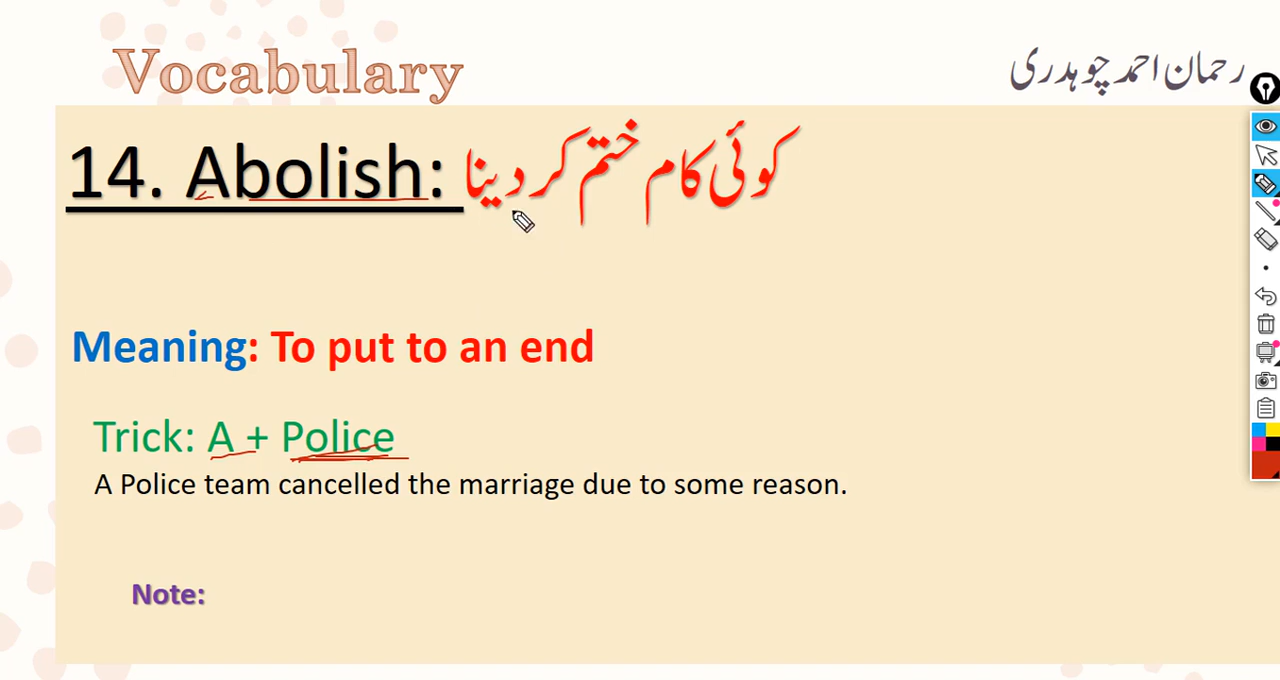 Vocabulary
رحمان احمد چوہدری
14. Abolish: کوئی کام ختم کر دینا
Meaning: To put to an end
Trick: A + Police
A Police team cancelled the marriage due to some reason.
Note: